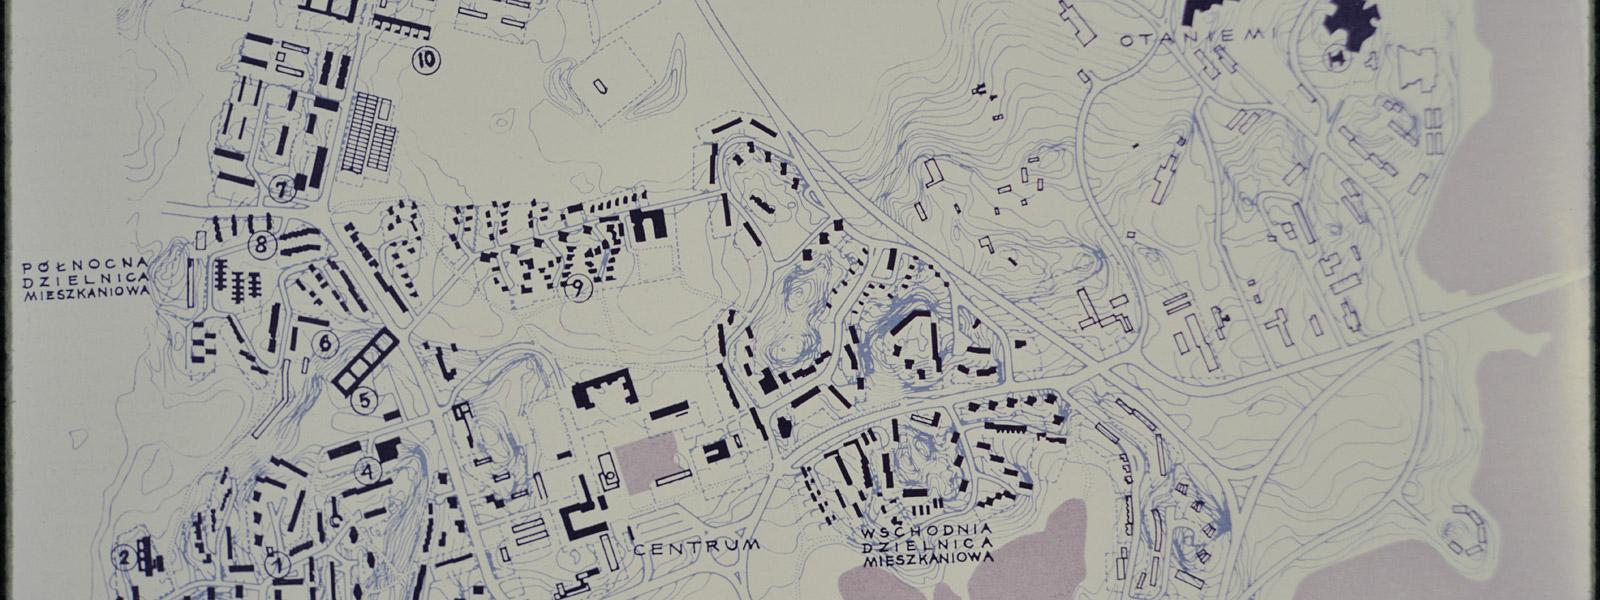 OTANIEMI
10
7
8
PÓŁNOCNA
DZIELNICA
MIESZKANIOWA
9
6
5
4
WSCHODNIA
DZIELNICA
MIESZKANIOWA
CENTRUM
2
1